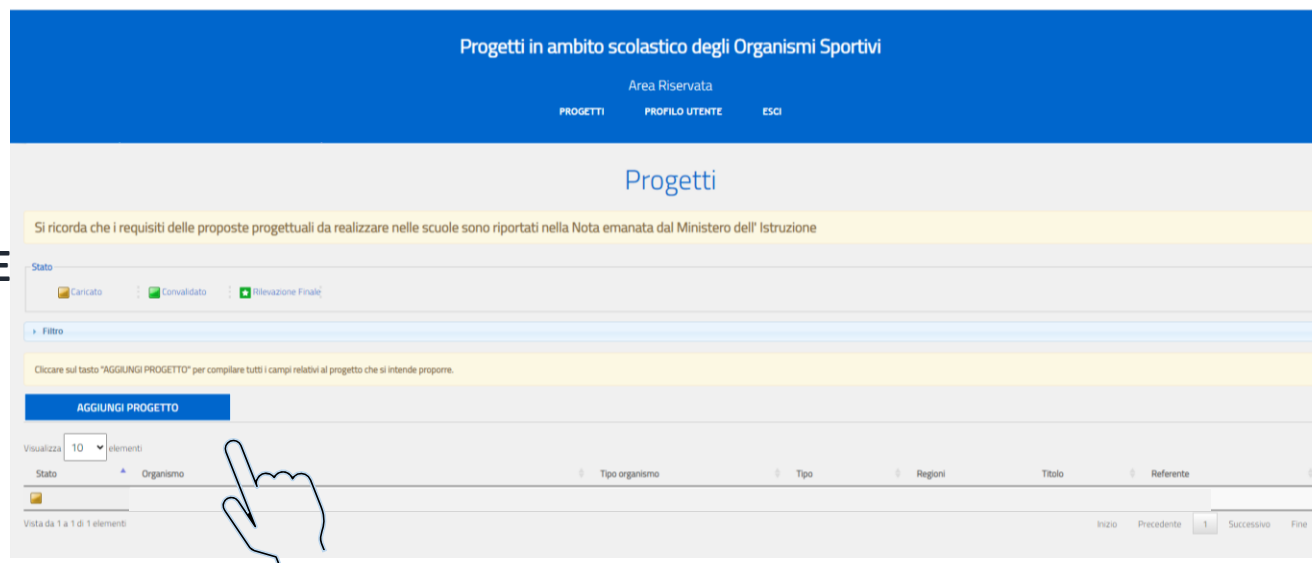 Progetti in ambito scolastico degli Organismi Sportivi
Area Riservata
PROGETTI PROFILO UTENTE ESCI
Progetti
Si ricorda che i requisiti delle proposte progettuali da realizzare nelle scuole sono riportati nella Nota emanata dal Ministero dell' Istruzione
E
Stato
Caricato Convalidato Rilevazione Finale
Filtro
Cliccare sul tasto "AGGIUNGI PROGETTO" per compilare tutti i campi relativi al progetto che si intende proporre.
AGGIUNGI PROGETTO
Visualizza 10 elementi
Stato Organismo Tipo organismo Tipo Regioni Titolo Referente
Vista da 1 a 1 di 1 elementi
Inizio Precedente 1 Successivo Fine